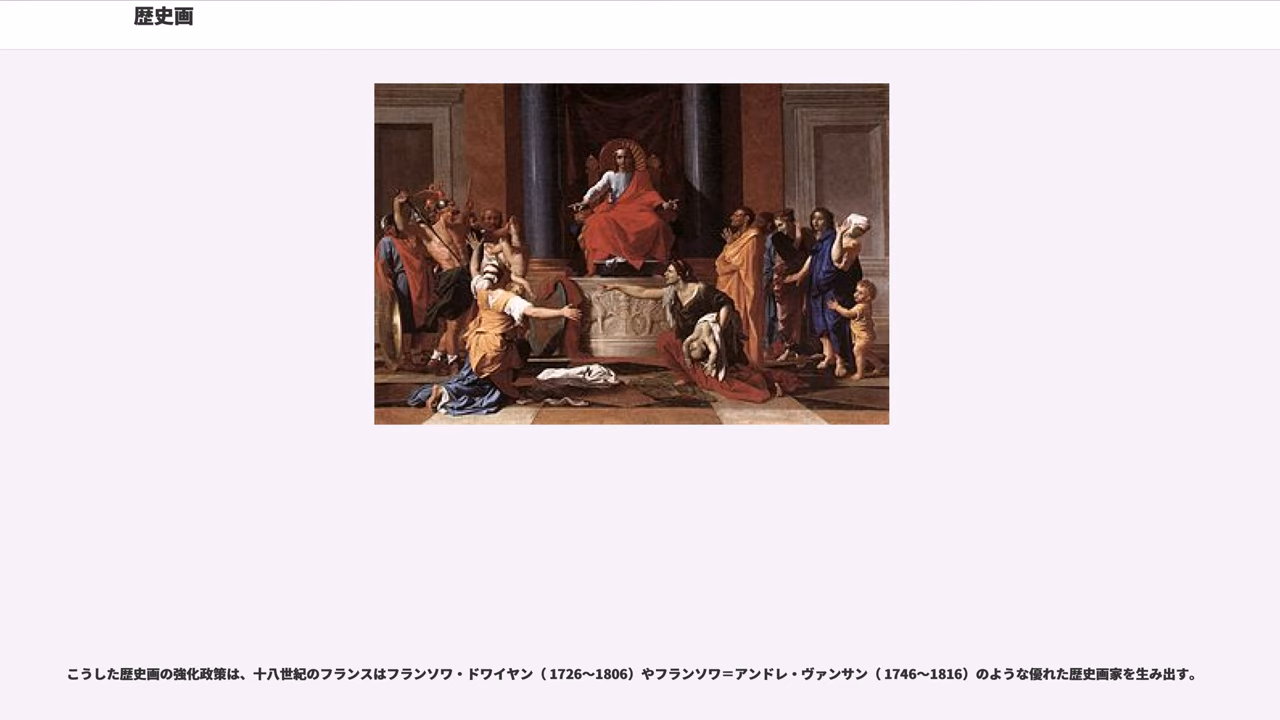 歴史画
こうした歴史画の強化政策は、十八世紀のフランスはフランソワ・ドワイヤン（ 1726〜1806）やフランソワ＝アンドレ・ヴァンサン（ 1746〜1816）のような優れた歴史画家を生み出す。